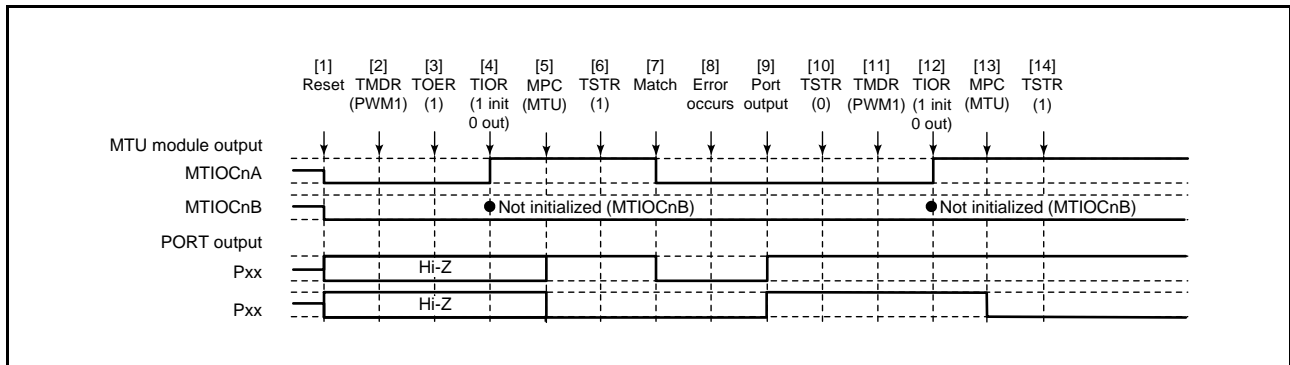 [1] [2] [3] [4] [5] [6] [7] [8] [9] [10] [11] [12] [13] [14]
Reset TMDR TOER TIOR MPC TSTR Match Error Port TSTR TMDR TIOR MPC TSTR
(PWM1) (1) (1 init (MTU) (1) occurs output (0) (PWM1) (1 init (MTU) (1)
0 out) 0 out)
MTU module output
MTIOCnA
MTIOCnB Not initialized (MTIOCnB) Not initialized (MTIOCnB)
PORT output
Pxx Hi-Z
Pxx Hi-Z